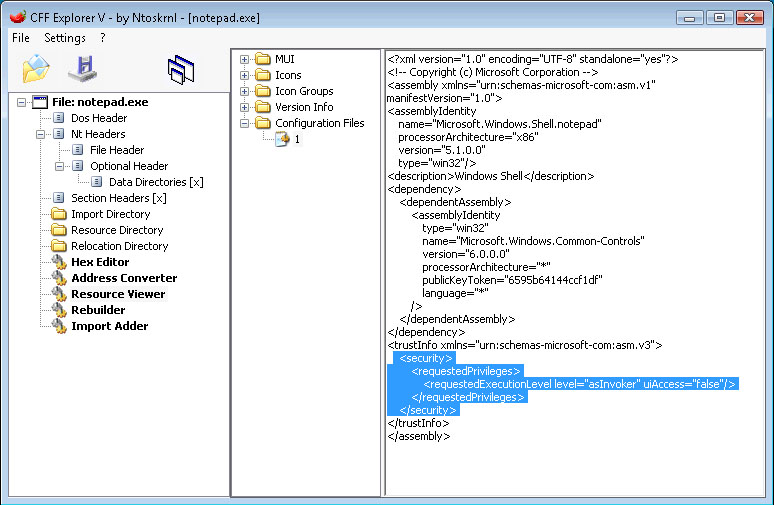 CFF Explorer V - by Ntoskrnl - [notepad.exe]
File Settings ?
File: notepad.exe
Dos Header
Nt Headers
File Header
Optional Header
Data Directories [x]
Section Headers [x]
Import Directory
Resource Directory
Relocation Directory
Hex Editor
Address Converter
Resource Viewer
Rebuilder
Import Adder
MUI
Icons
Icon Groups
Version Info
Configuration Files
1
<?xml version="1.0" encoding="UTF-8" standalone="yes"?>
<!-- Copyright (c) Microsoft Corporation -->
<assembly xmlns="urn:schemas-microsoft-com:asm.v1"
manifestVersion="1.0">
<assemblyIdentity
name="Microsoft.Windows.Shell.notepad"
processorArchitecture="x86"
version="5.1.0.0"
type="win32"/>
<description>Windows Shell</description>
<dependency>
<dependentAssembly>
<assemblyIdentity
type="win32"
name="Microsoft.Windows.Common-Controls"
version="6.0.0.0"
processorArchitecture="*"
publicKeyToken="6595b64144ccf1df"
language="*"
/>
</dependentAssembly>
</dependency>
<trustInfo xmlns="urn:schemas-microsoft-com:asm.v3">
<security>
<requestedPrivileges>
<requestedExecutionLevel level="asInvoker" uiAccess="false"/>
</requestedPrivileges>
</security>
</trustInfo>
</assembly>